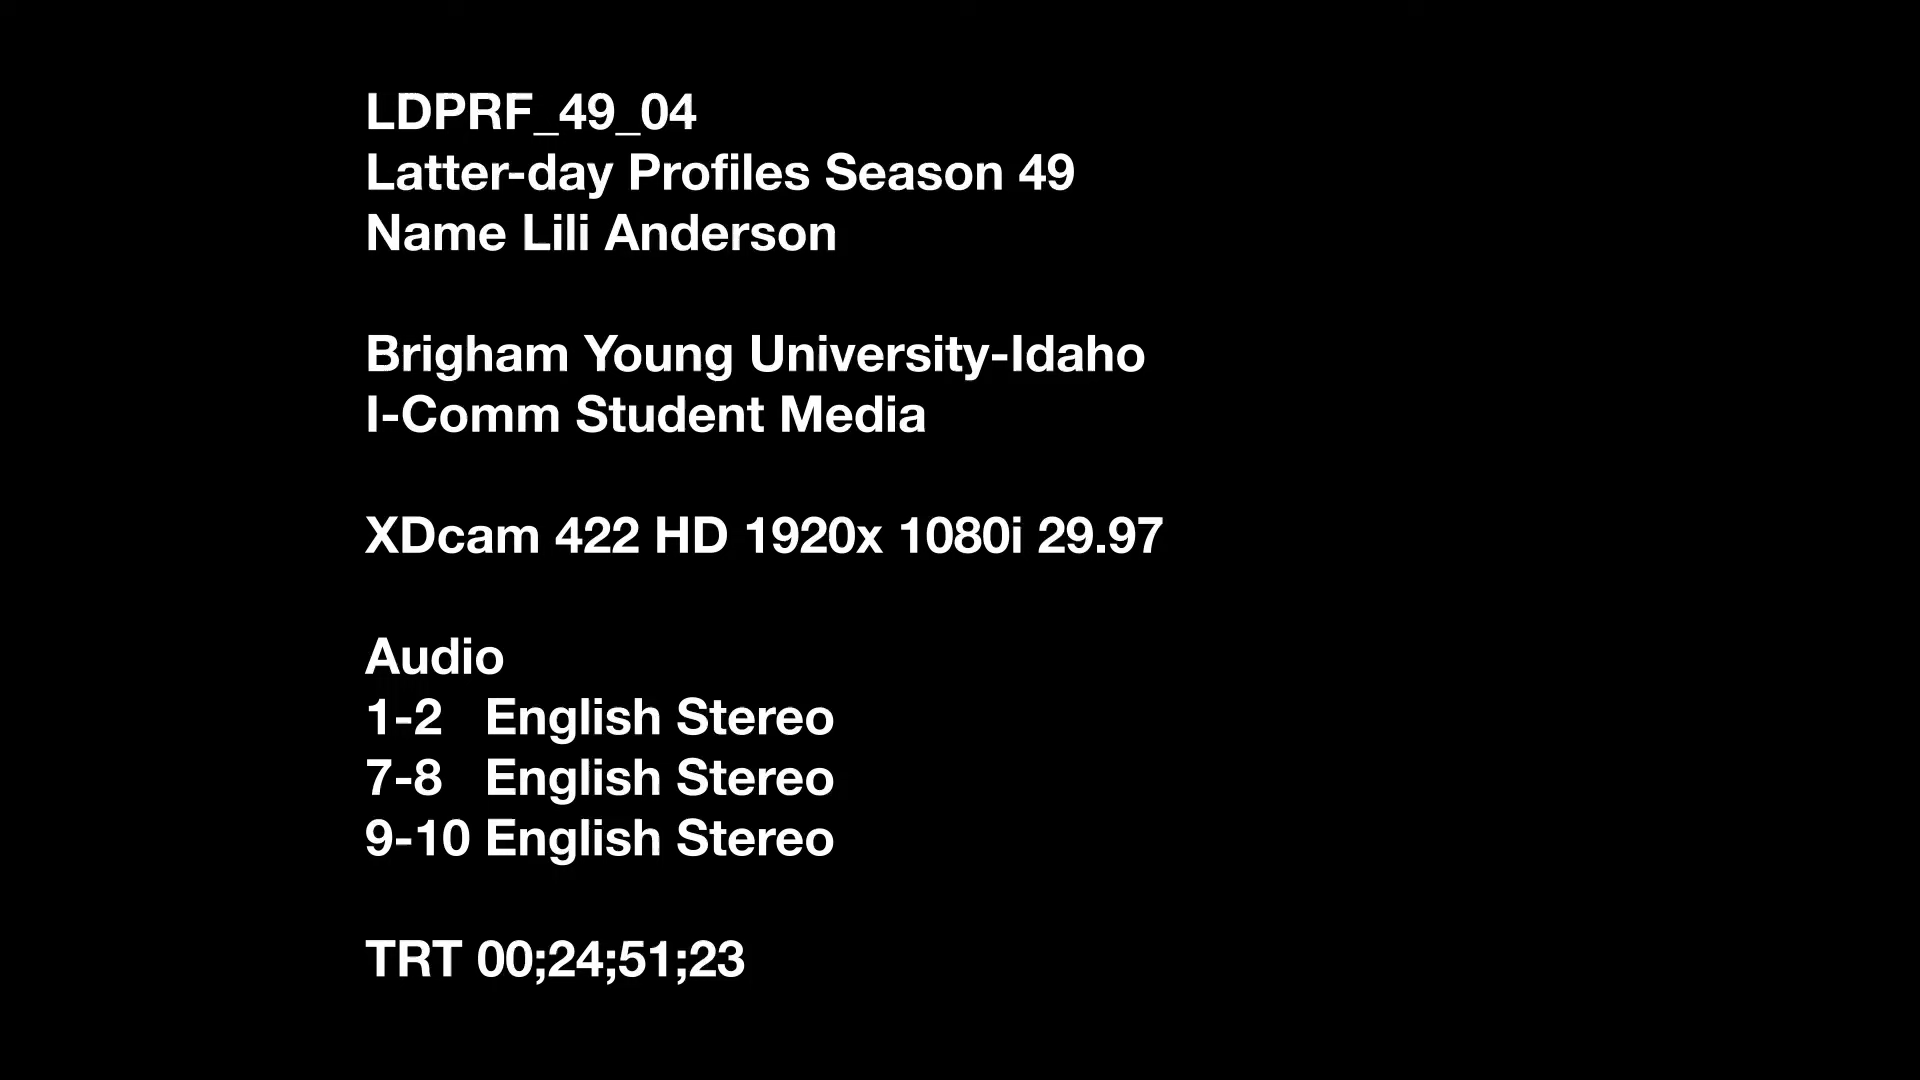 LDPRF_49_04
Latter-day Profiles Season 49
Name Lili Anderson
Brigham Young University-Idaho
I-Comm Student Media
XDcam 422 HD 1920x 1080i 29.97
Audio
1-2 English Stereo
7-8 English Stereo
9-10 English Stereo
TRT 00;24;51;23